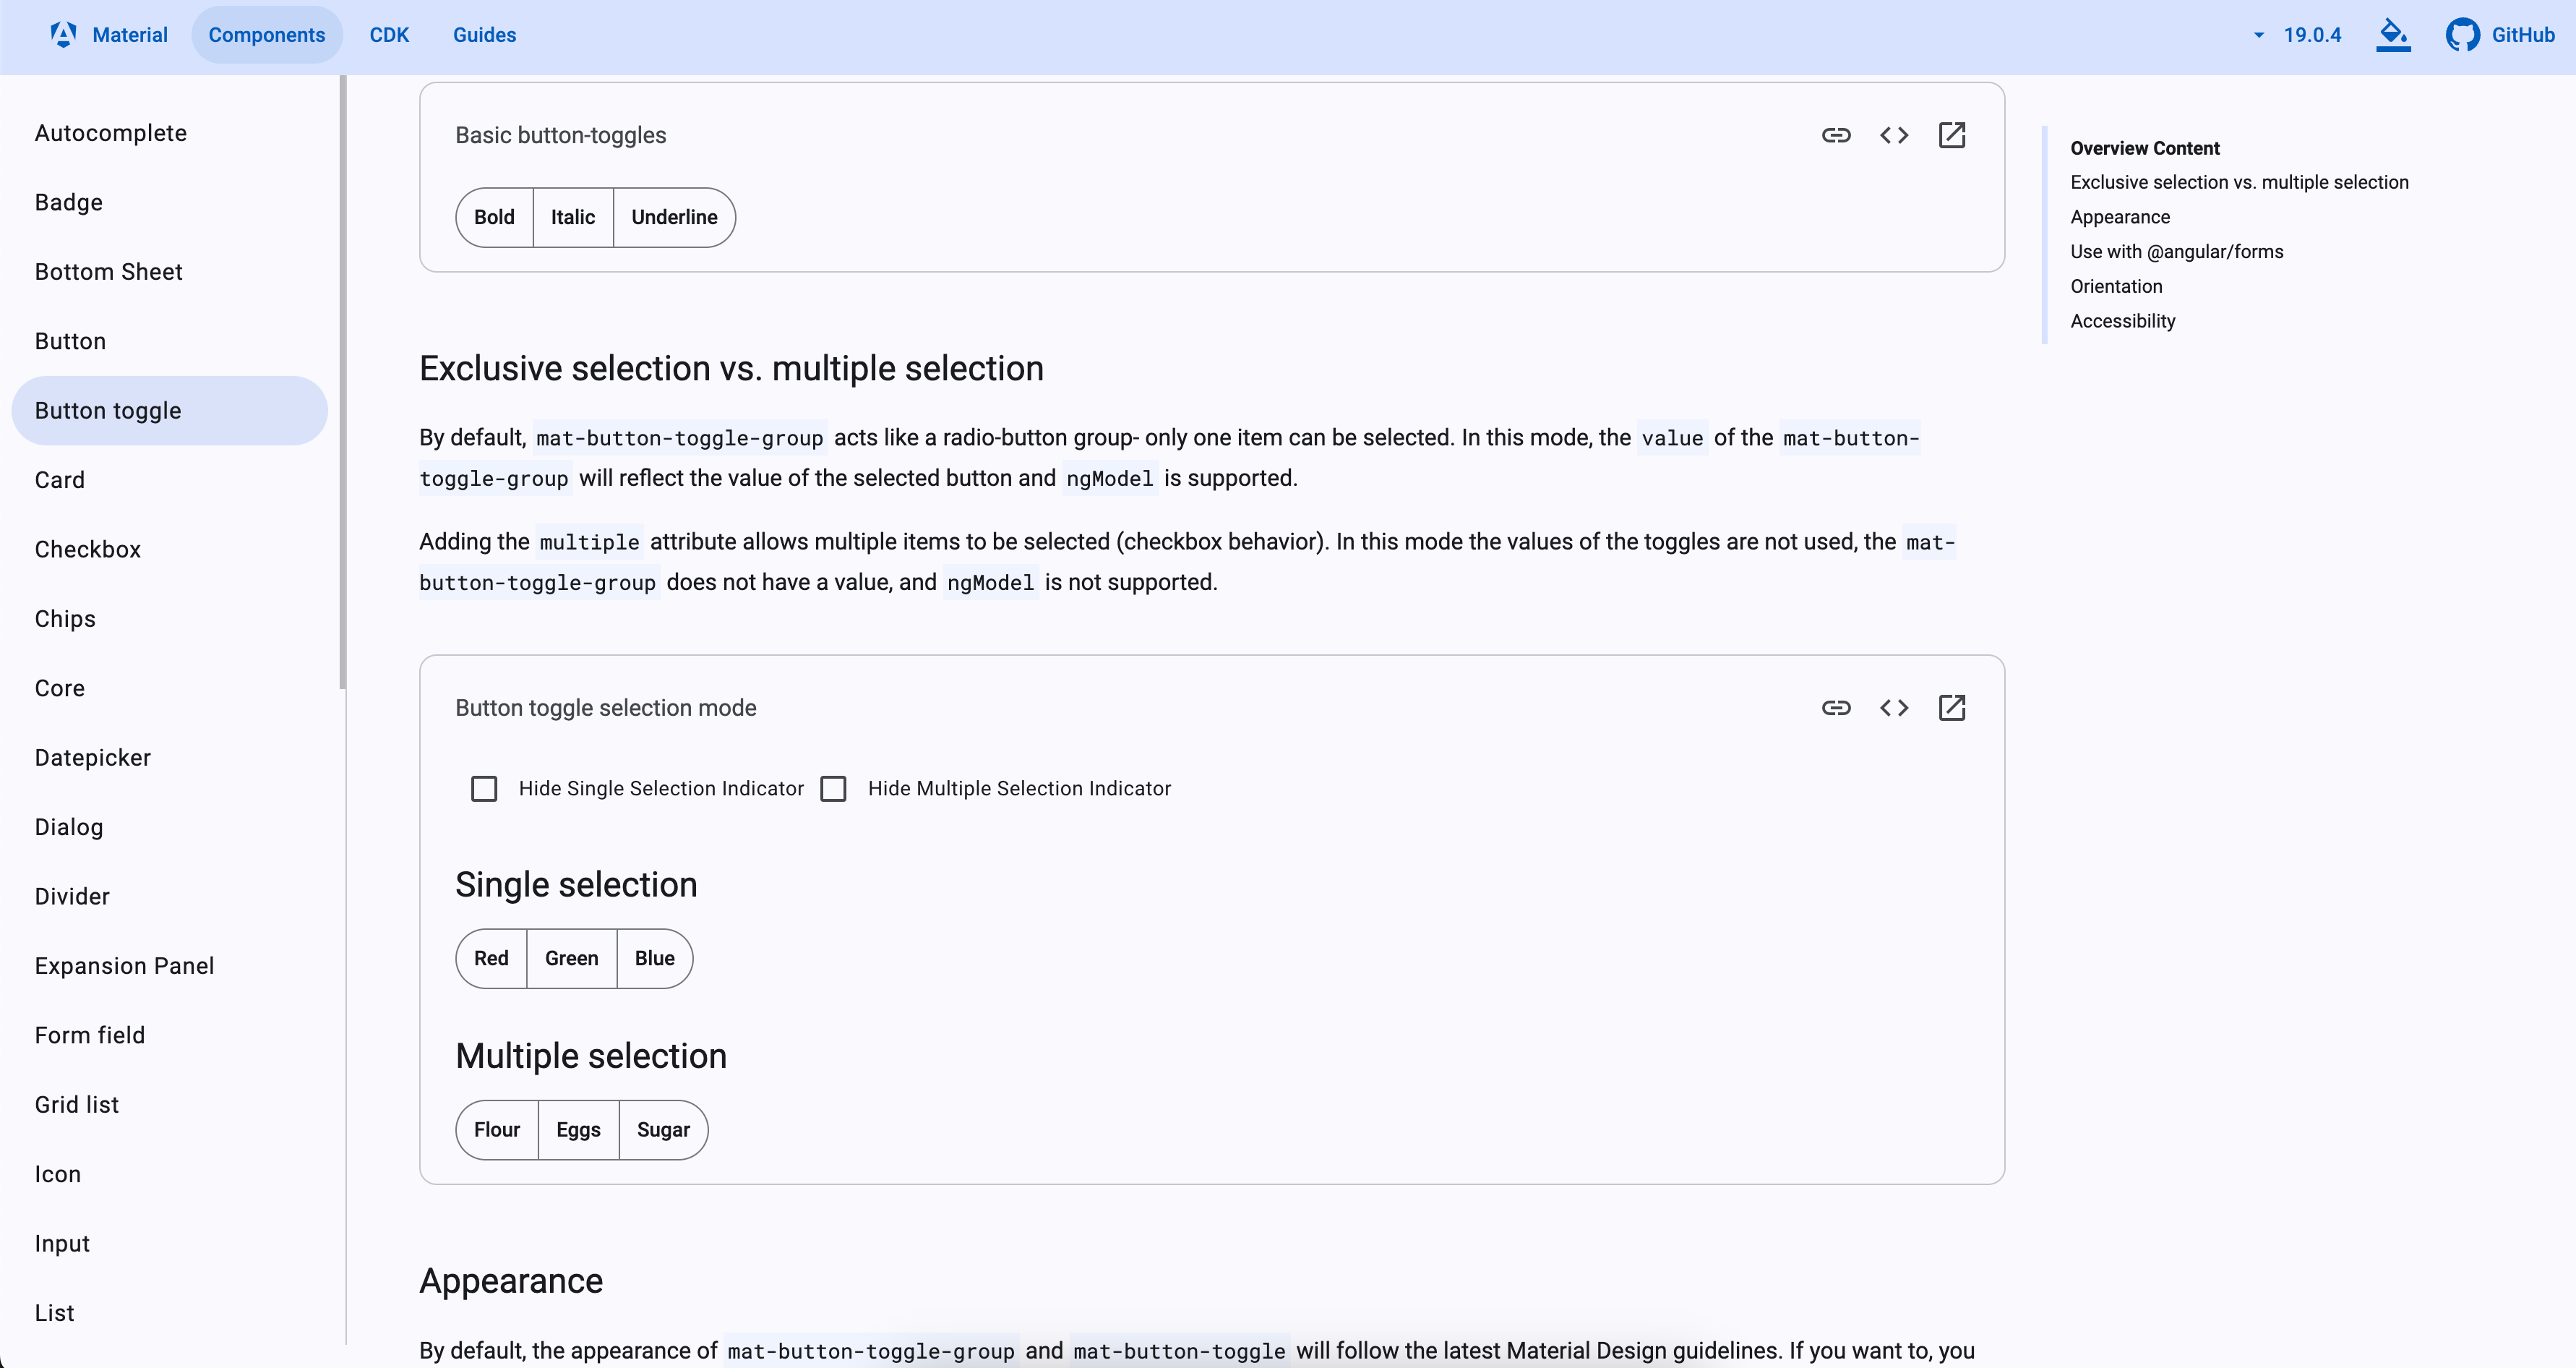 Material Components CDK Guides 19.0.4 GitHub
Autocomplete
Badge
Bottom Sheet
Button
Button toggle
Card
Checkbox
Chips
Core
Datepicker
Dialog
Divider
Expansion Panel
Form field
Grid list
Icon
Input
List
Basic button-toggles
Bold Italic Underline
Exclusive selection vs. multiple selection
By default, mat-button-toggle-group acts like a radio-button group- only one item can be selected. In this mode, the value of the mat-button-
toggle-group will reflect the value of the selected button and ngModel is supported.
Adding the multiple attribute allows multiple items to be selected (checkbox behavior). In this mode the values of the toggles are not used, the mat-
button-toggle-group does not have a value, and ngModel is not supported.
Button toggle selection mode
Hide Single Selection Indicator Hide Multiple Selection Indicator
Single selection
Red Green Blue
Multiple selection
Flour Eggs Sugar
Appearance
By default, the appearance of mat-button-toggle-group and mat-button-toggle will follow the latest Material Design guidelines. If you want to, you
Overview Content
Exclusive selection vs. multiple selection
Appearance
Use with @angular/forms
Orientation
Accessibility